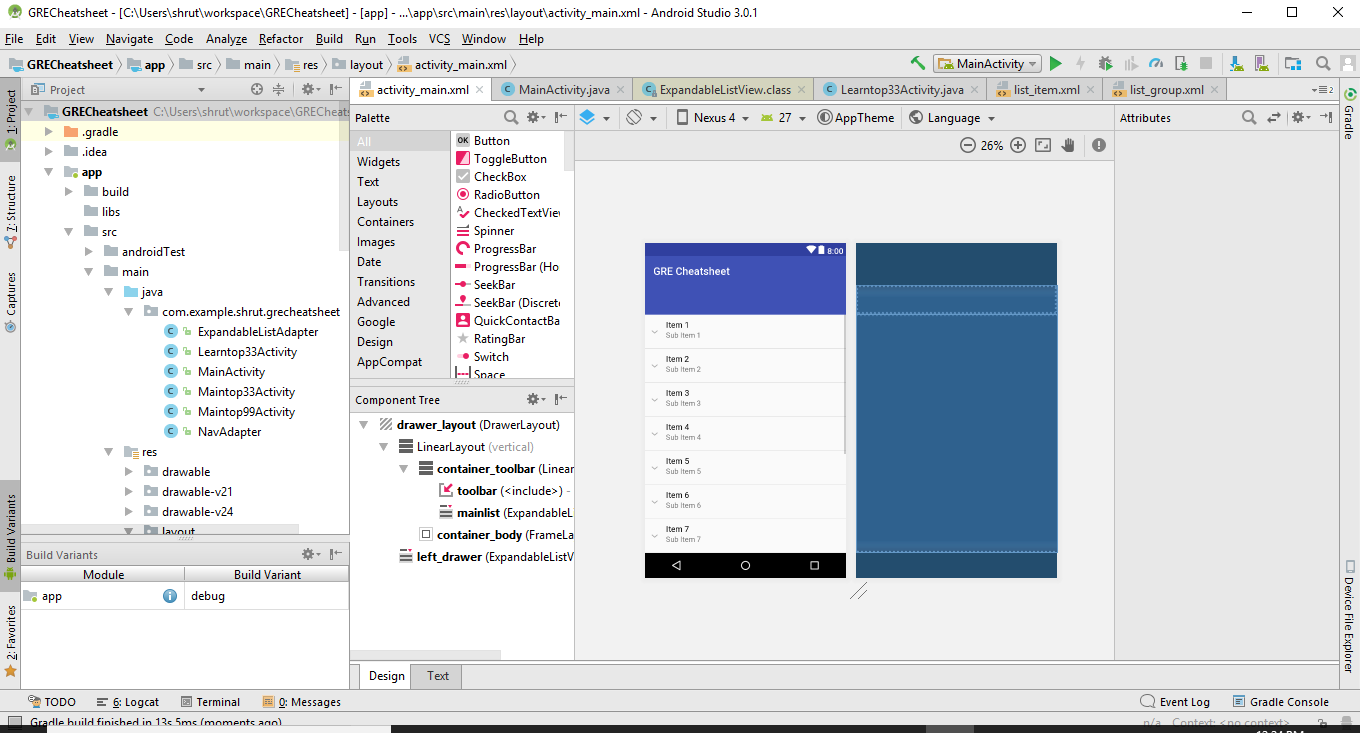 GRECheatsheet - [C:\Users\shrut\workspace\GRECheatsheet] - [app] - ...\app\src\main\res\layout\activity_main.xml - Android Studio 3.0.1
File Edit View Navigate Code Analyze Refactor Build Run Tools VCS Window Help
GRECheatsheet app src main res layout activity_main.xml MainActivity
1: Project
Z: Structure
Captures
Build Variants
2: Favorites
Project
GRECheatsheet C:\Users\shrut\workspace\GRECheats
.gradle
.idea
app
build
libs
src
androidTest
main
java
com.example.shrut.grecheatsheet
ExpandableListAdapter
Learntop33Activity
MainActivity
Maintop33Activity
Maintop99Activity
NavAdapter
res
drawable
drawable-v21
drawable-v24
layout
Build Variants
Module Build Variant
app debug
activity_main.xml MainActivity.java ExpandableListView.class Learntop33Activity.java list_item.xml list_group.xml 2
Palette
All
Widgets
Text
Layouts
Containers
Images
Date
Transitions
Advanced
Google
Design
AppCompat
OK Button
ToggleButton
CheckBox
RadioButton
CheckedTextVie
Spinner
ProgressBar
ProgressBar (Ho
SeekBar
SeekBar (Discret
QuickContactBa
RatingBar
Switch
Space
Component Tree
drawer_layout (DrawerLayout)
LinearLayout (vertical)
container_toolbar (Linear
toolbar (<include>) -
mainlist (ExpandableL
container_body (FrameLa
left_drawer (ExpandableListV
Nexus 4 27 AppTheme Language
26%
8:00
GRE Cheatsheet
Item 1
Sub Item 1
Item 2
Sub Item 2
Item 3
Sub Item 3
Item 4
Sub Item 4
Item 5
Sub Item 5
Item 6
Sub Item 6
Item 7
Sub Item 7
Attributes
Gradle
Device File Explorer
Design Text
TODO 6: Logcat Terminal 0: Messages Event Log Gradle Console
Gradle build finished in 13s 5ms (moments ago) n/a Context: <no context>